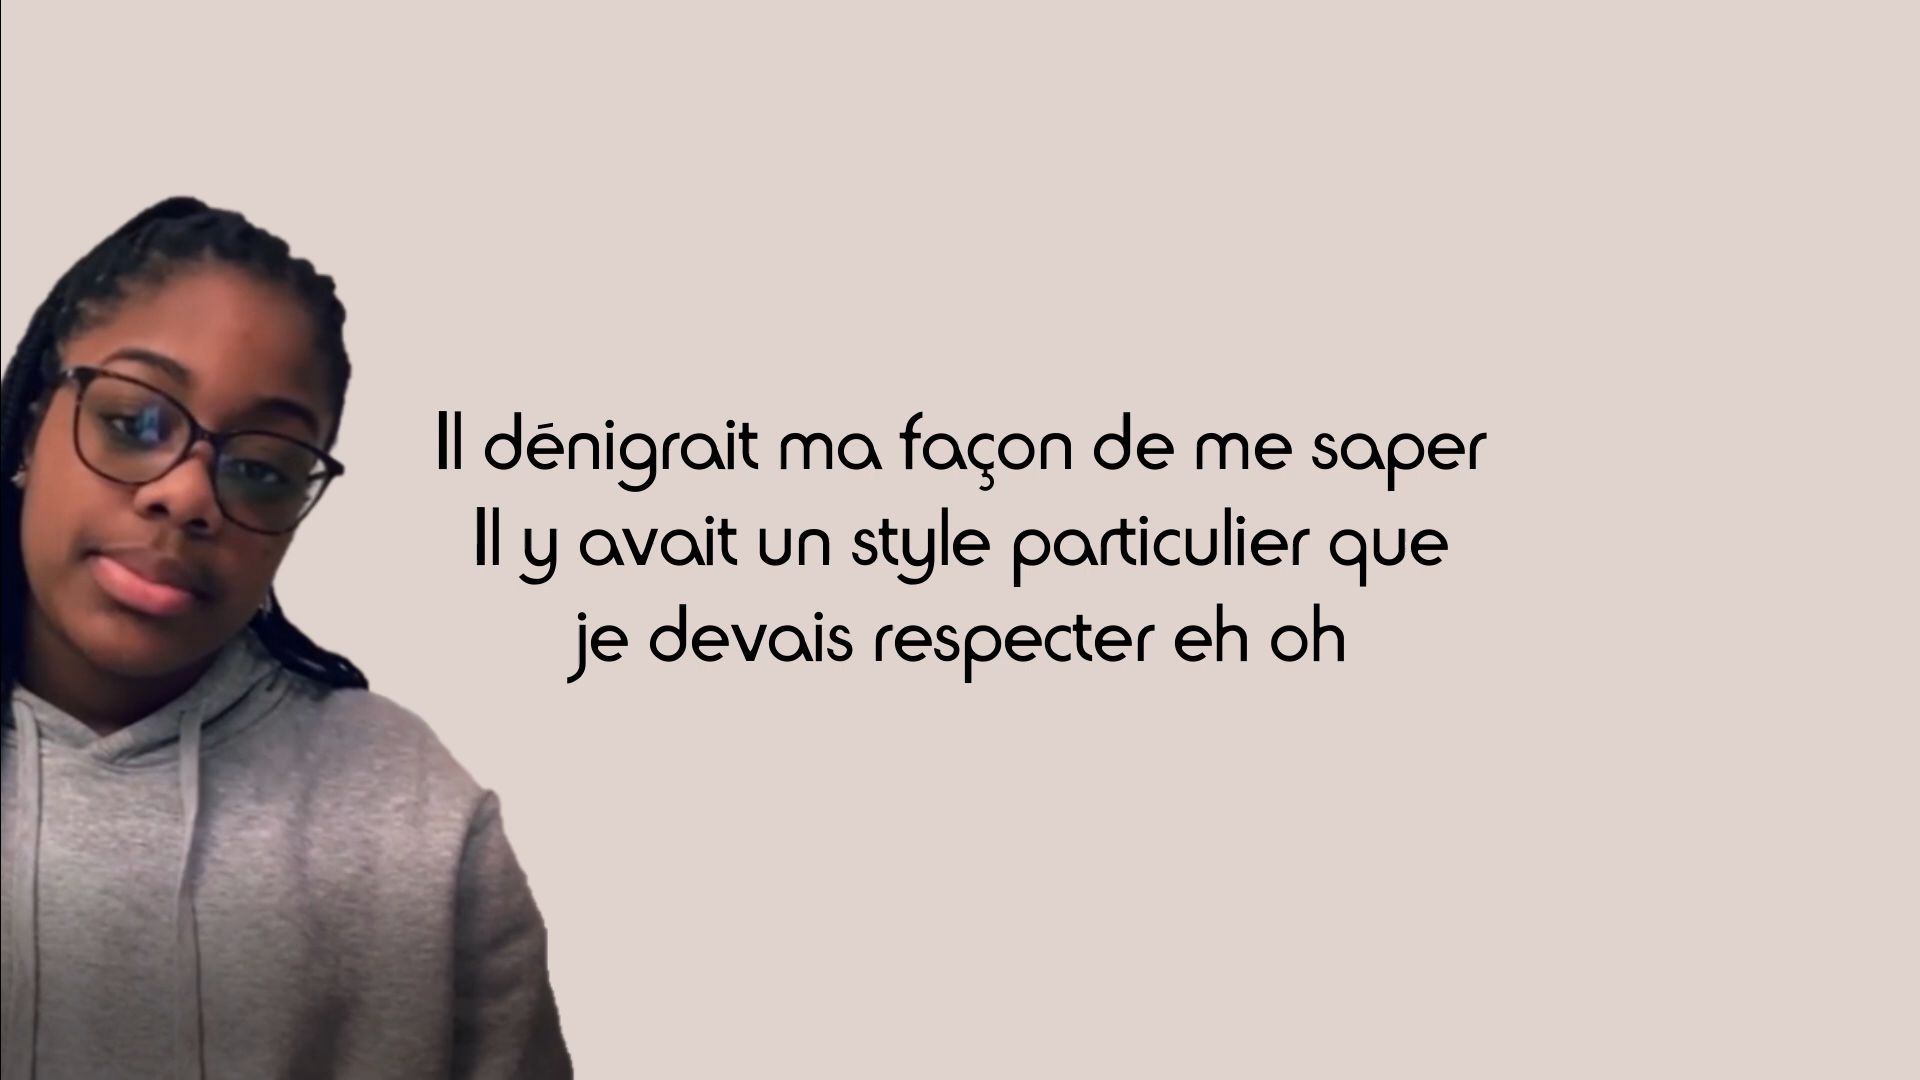 Il dénigrait ma façon de me saper
Il y avait un style particulier que
je devais respecter eh oh